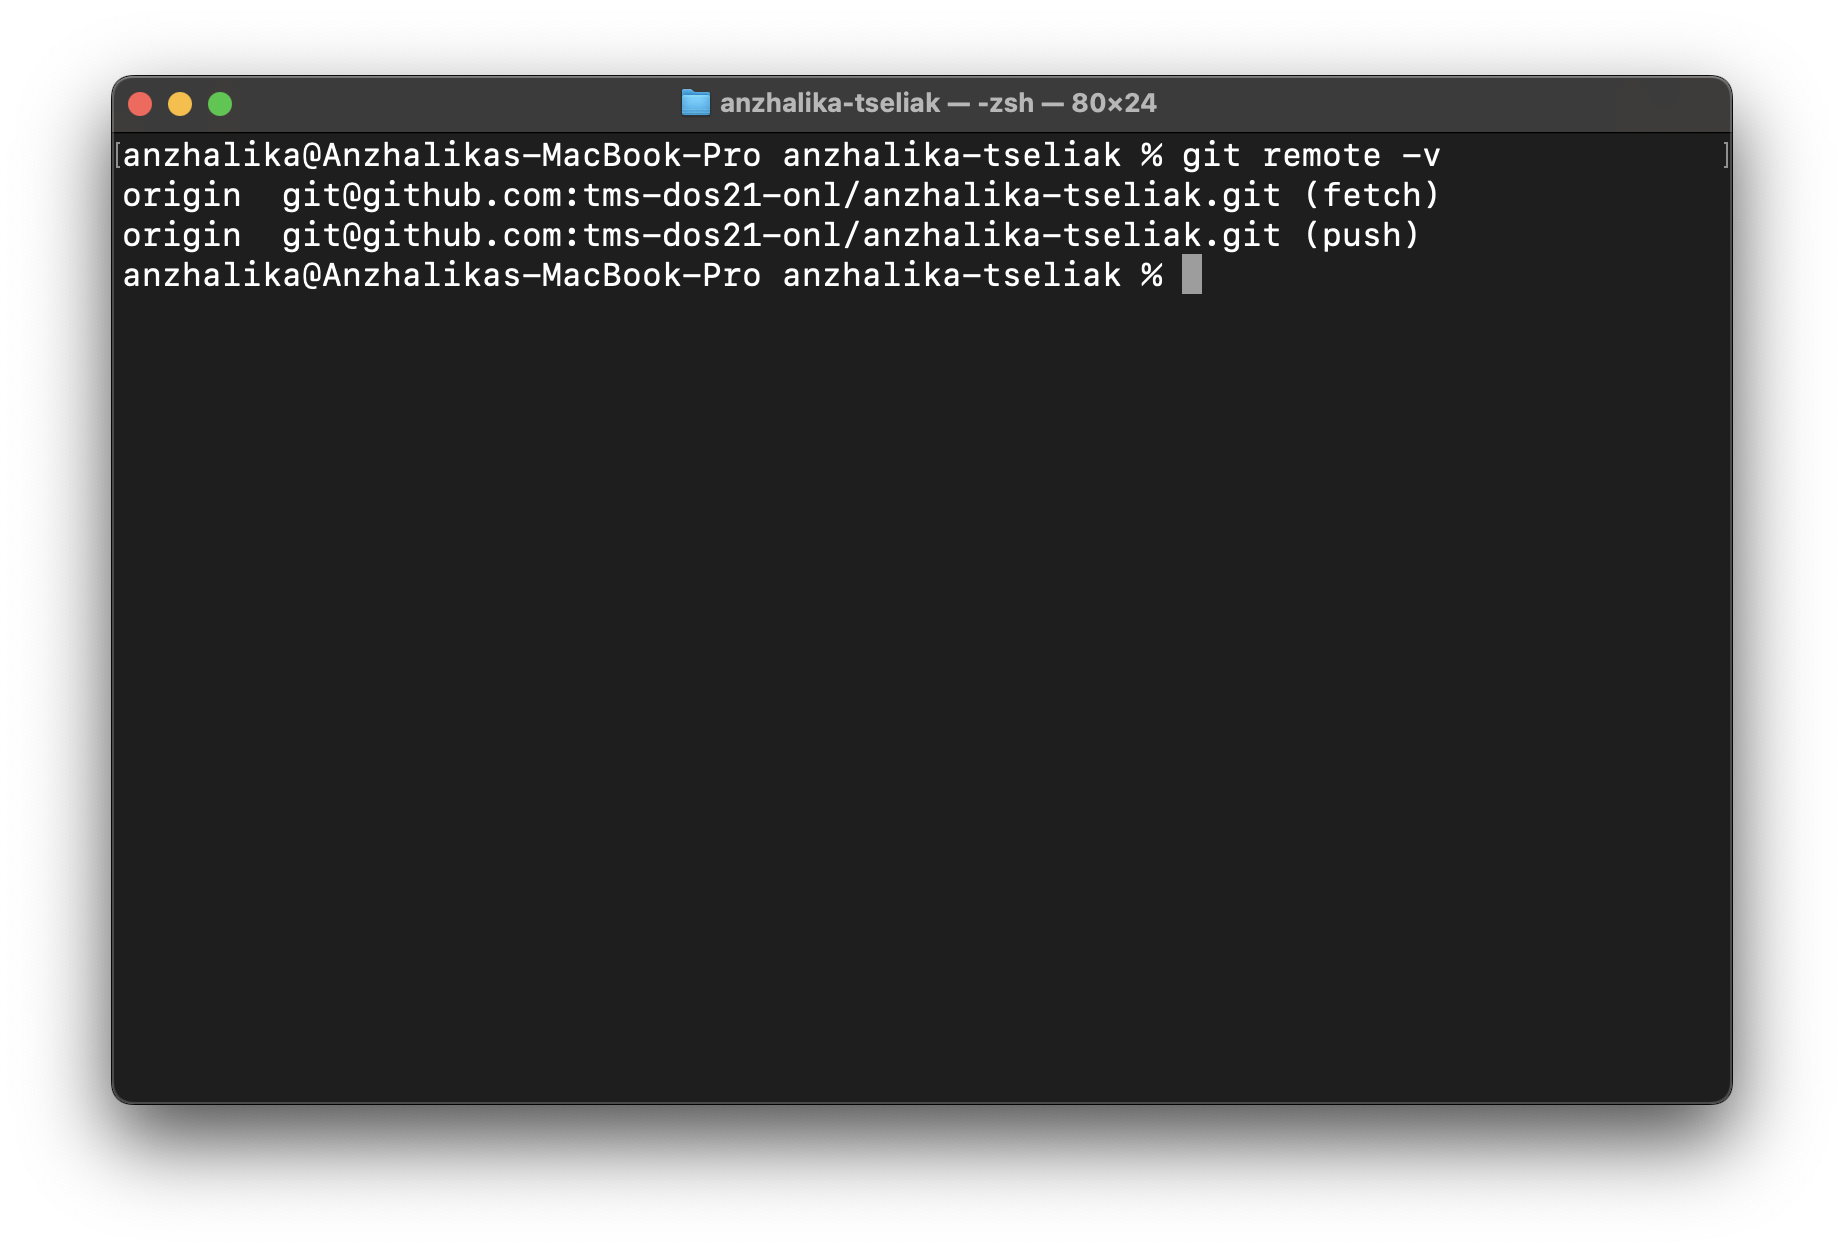 anzhalika-tseliak — -zsh — 80×24
[anzhalika@Anzhalikas-MacBook-Pro anzhalika-tseliak % git remote -v ]
origin  git@github.com:tms-dos21-onl/anzhalika-tseliak.git (fetch)
origin  git@github.com:tms-dos21-onl/anzhalika-tseliak.git (push)
anzhalika@Anzhalikas-MacBook-Pro anzhalika-tseliak %